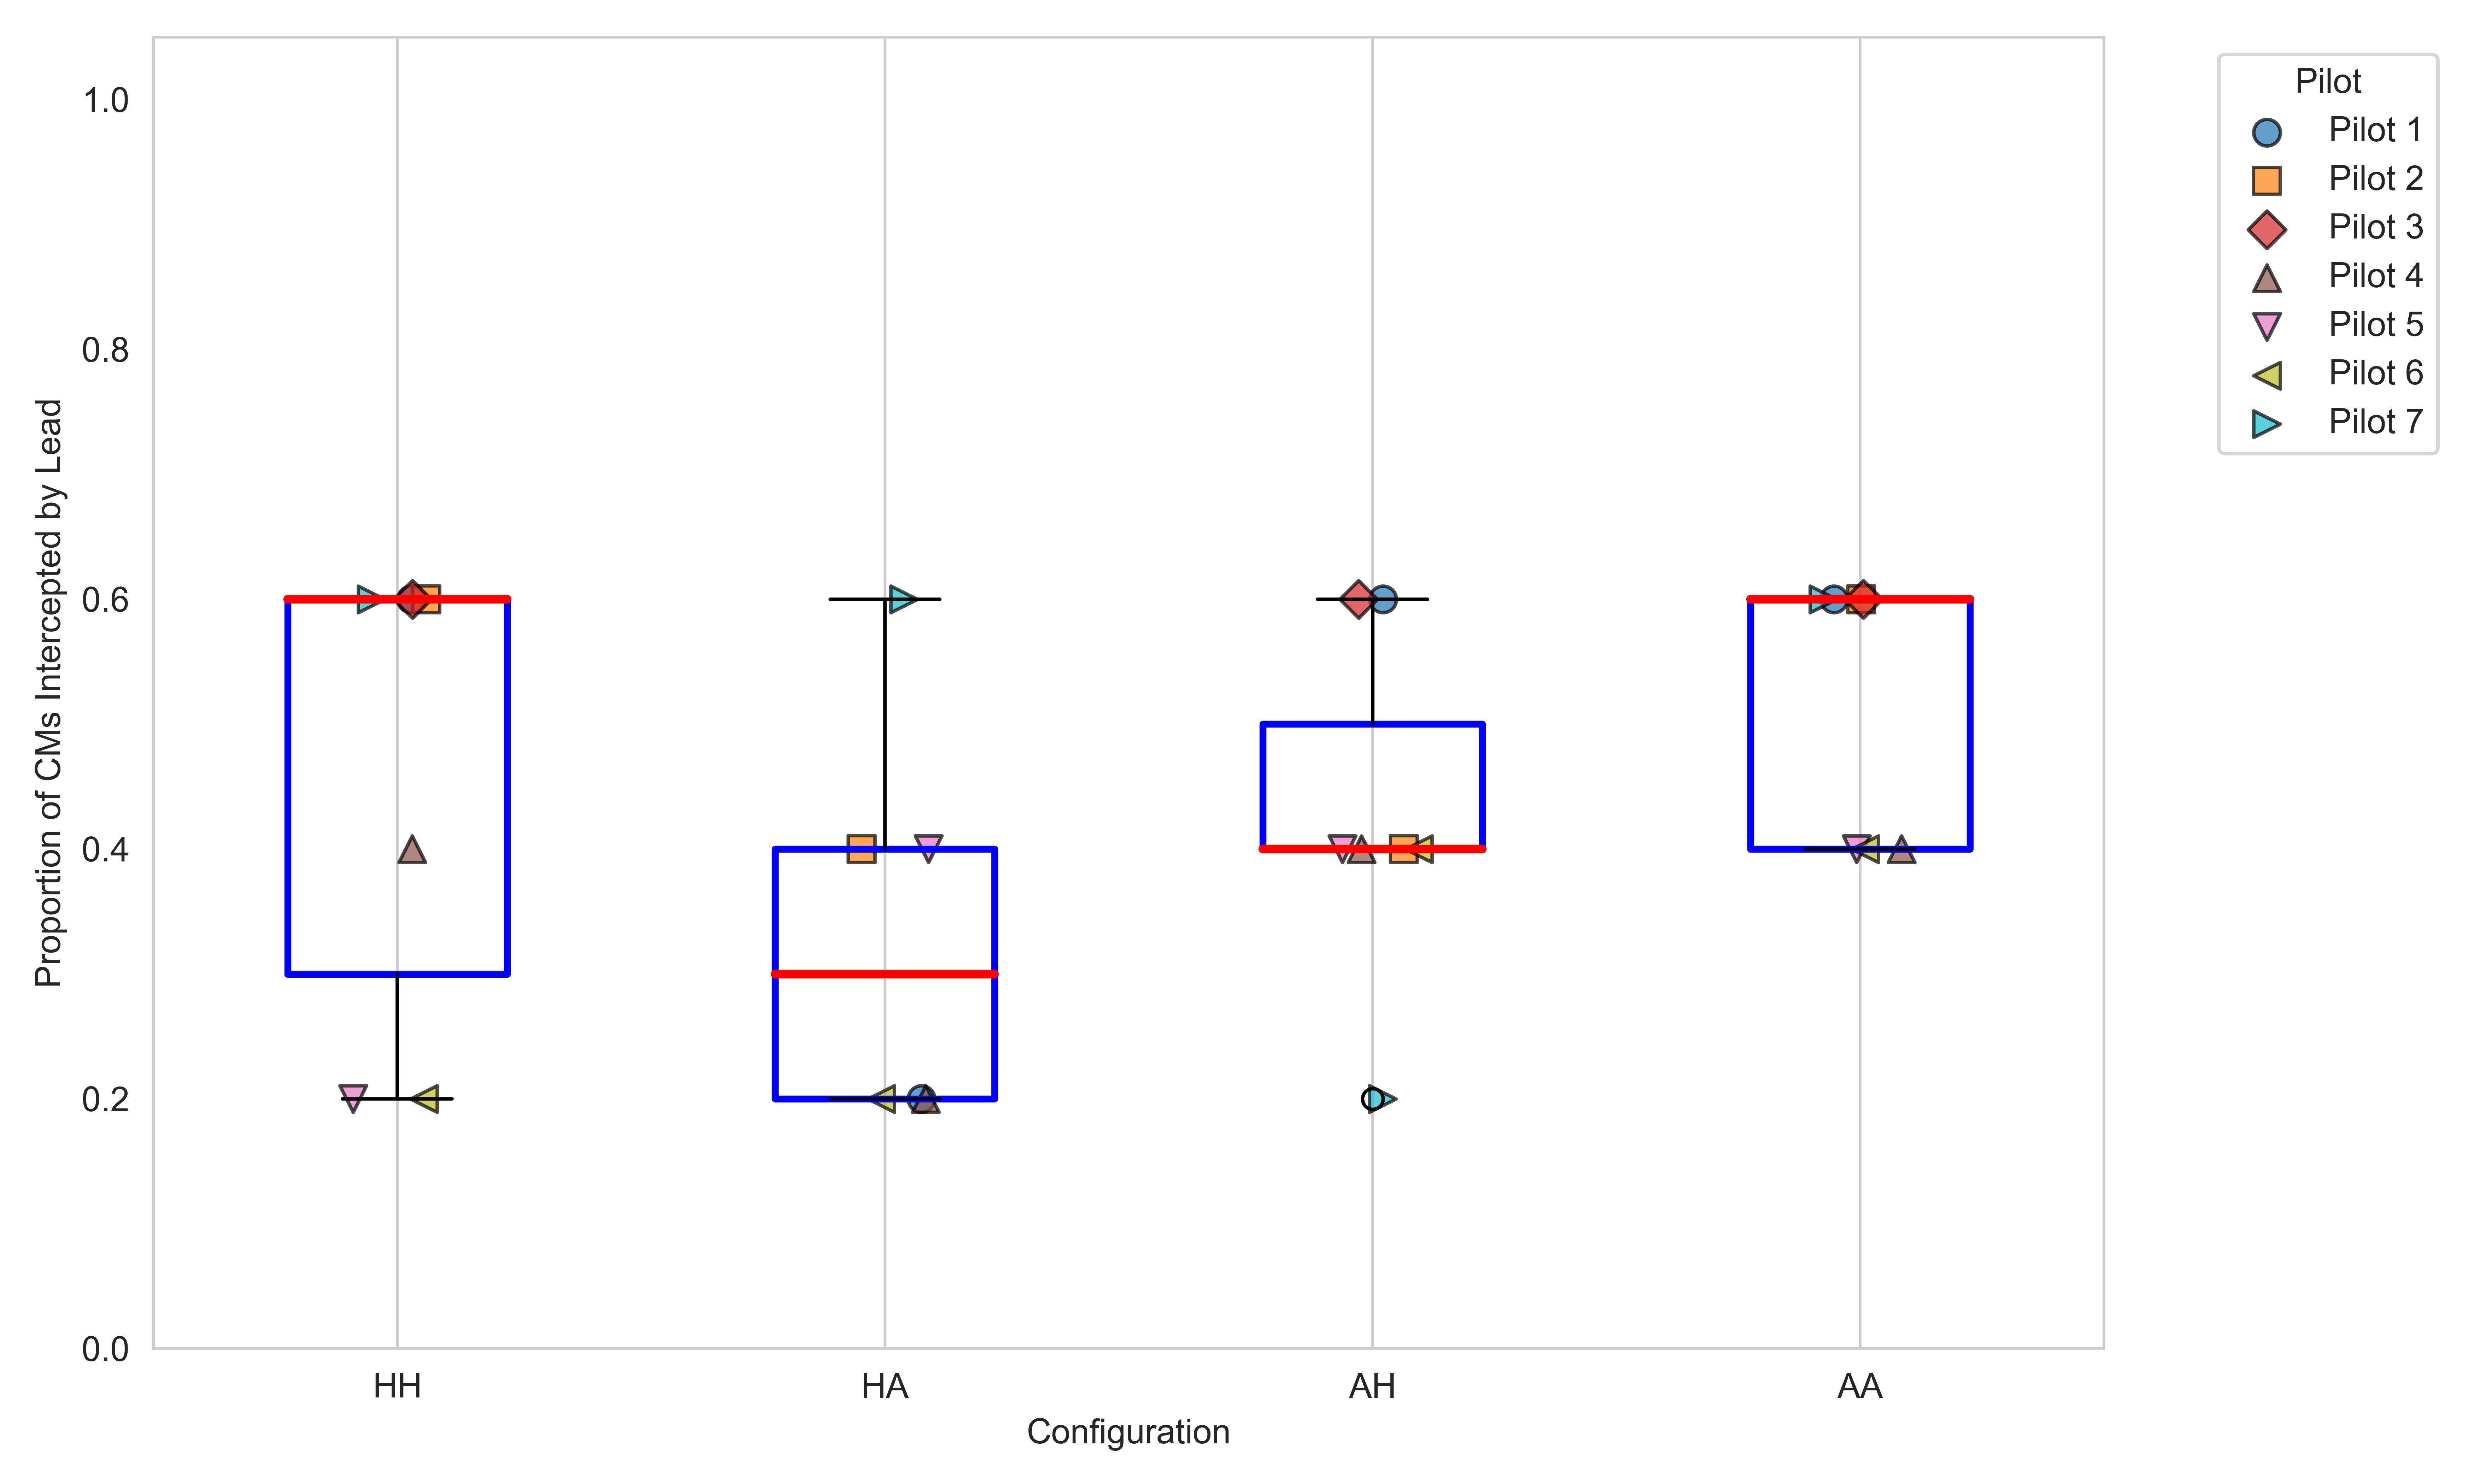 Proportion of CMs Intercepted by Lead
1.0
0.8
0.6
0.4
0.2
0.0
HH
HA
AH
AA
Configuration
Pilot
Pilot 1
Pilot 2
Pilot 3
Pilot 4
Pilot 5
Pilot 6
Pilot 7